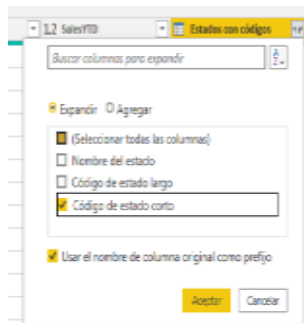 1.2 SalesYTD
Estados con códigos
Buscar columnas para expandir
Expandir Agregar
(Seleccionar todas las columnas)
Nombre del estado
Código de estado largo
Código de estado corto
Usar el nombre de columna original como prefijo
Aceptar Cancelar